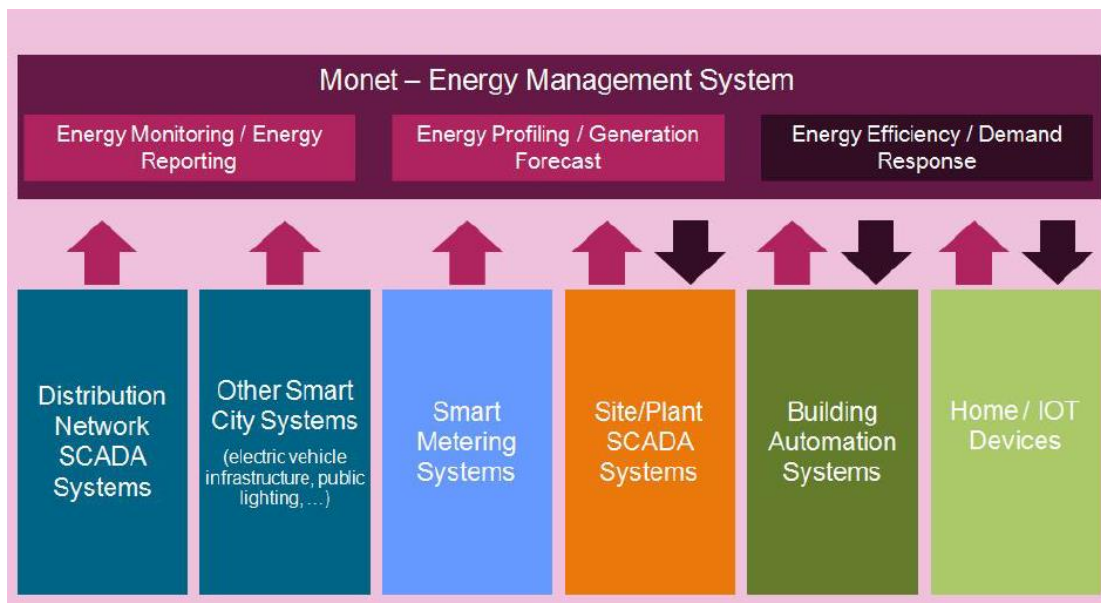 Monet – Energy Management System
Energy Monitoring / Energy
Reporting
Energy Profiling / Generation
Forecast
Energy Efficiency / Demand
Response
Distribution
Network
SCADA
Systems
Other Smart
City Systems
(electric vehicle
infrastructure, public
lighting, …)
Smart
Metering
Systems
Site/Plant
SCADA
Systems
Building
Automation
Systems
Home / IOT
Devices